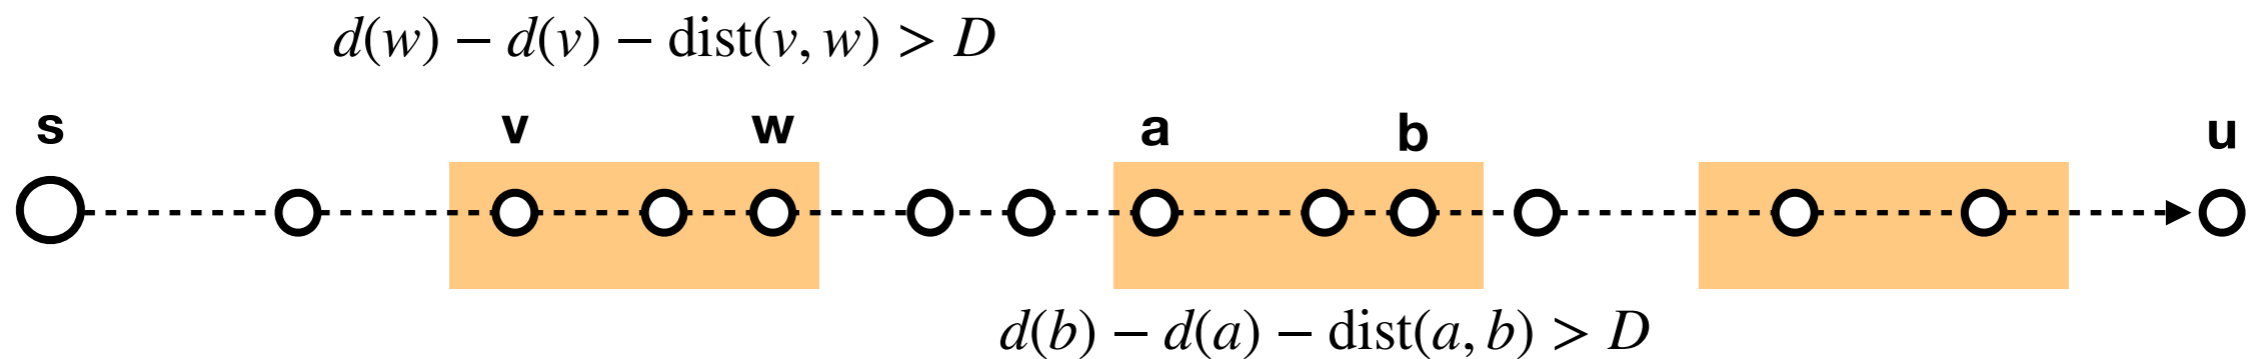 d(w) − d(v) − dist(v, w) > D
s v w a b u
d(b) − d(a) − dist(a, b) > D